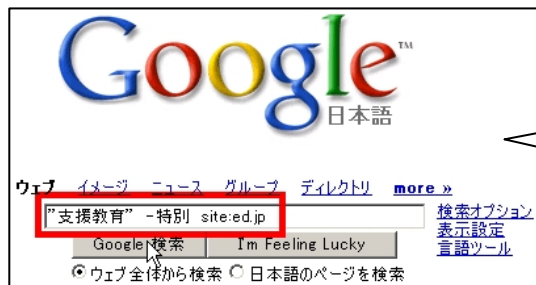 Google™
日本語
ウェブ イメージ ニュース グループ ディレクトリ more »
"支援教育" -特別 site:ed.jp
検索オプション
表示設定
言語ツール
Google 検索 I'm Feeling Lucky
ウェブ全体から検索 日本語のページを検索